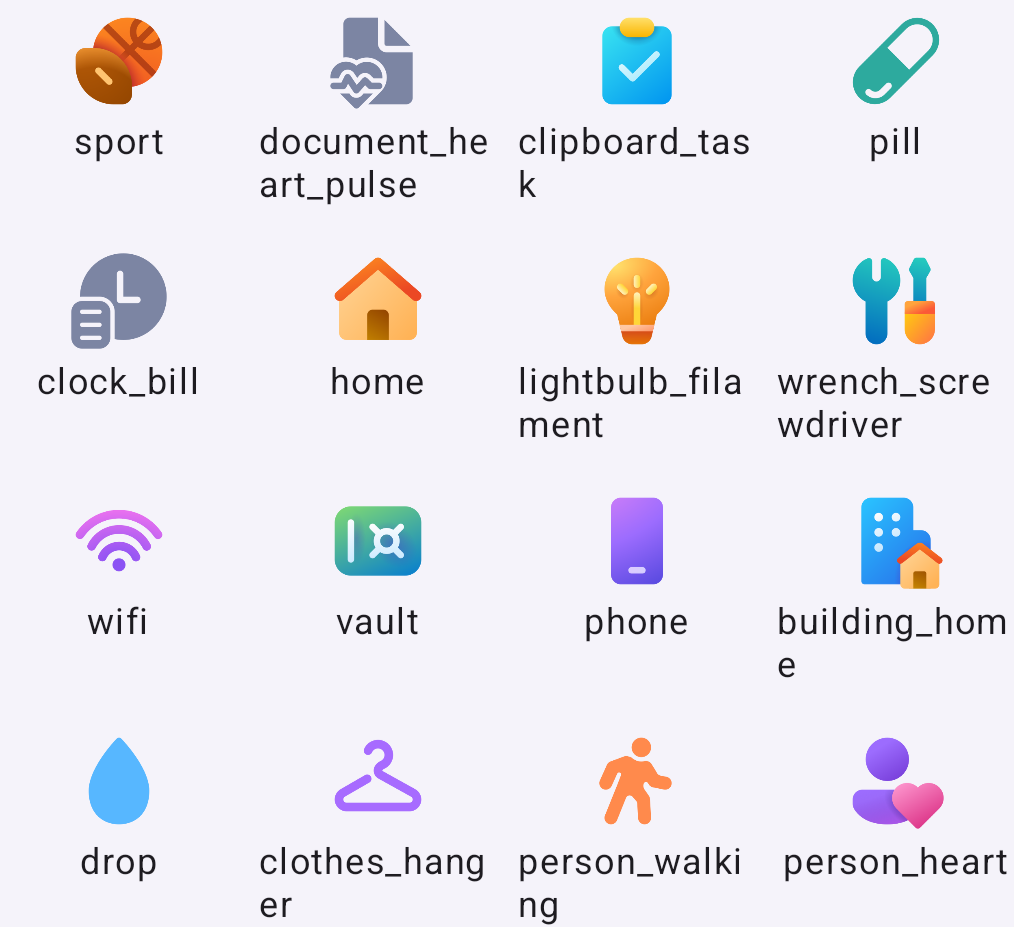 sport
document_he
art_pulse
clipboard_tas
k
pill
clock_bill
home
lightbulb_fila
ment
wrench_scre
wdriver
wifi
vault
phone
building_hom
e
drop
clothes_hang
er
person_walki
ng
person_heart